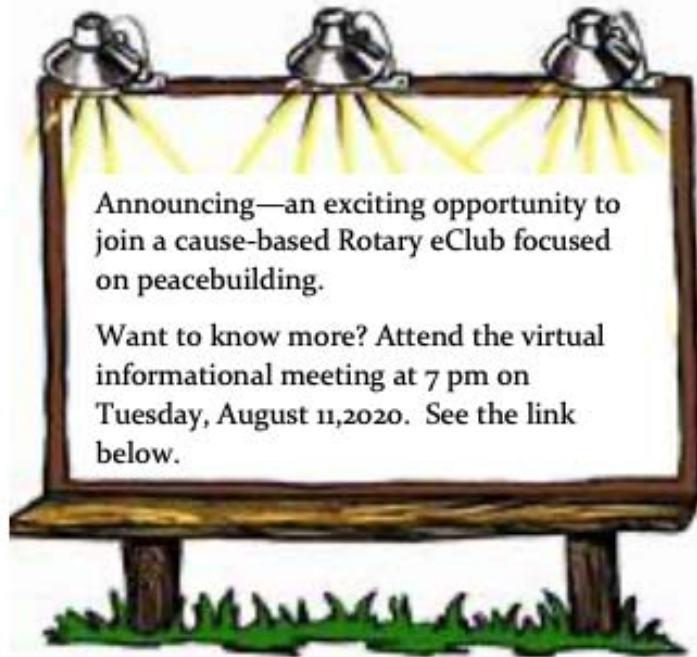 Announcing—an exciting opportunity to
join a cause-based Rotary eClub focused
on peacebuilding.
Want to know more? Attend the virtual
informational meeting at 7 pm on
Tuesday, August 11,2020.  See the link
below.